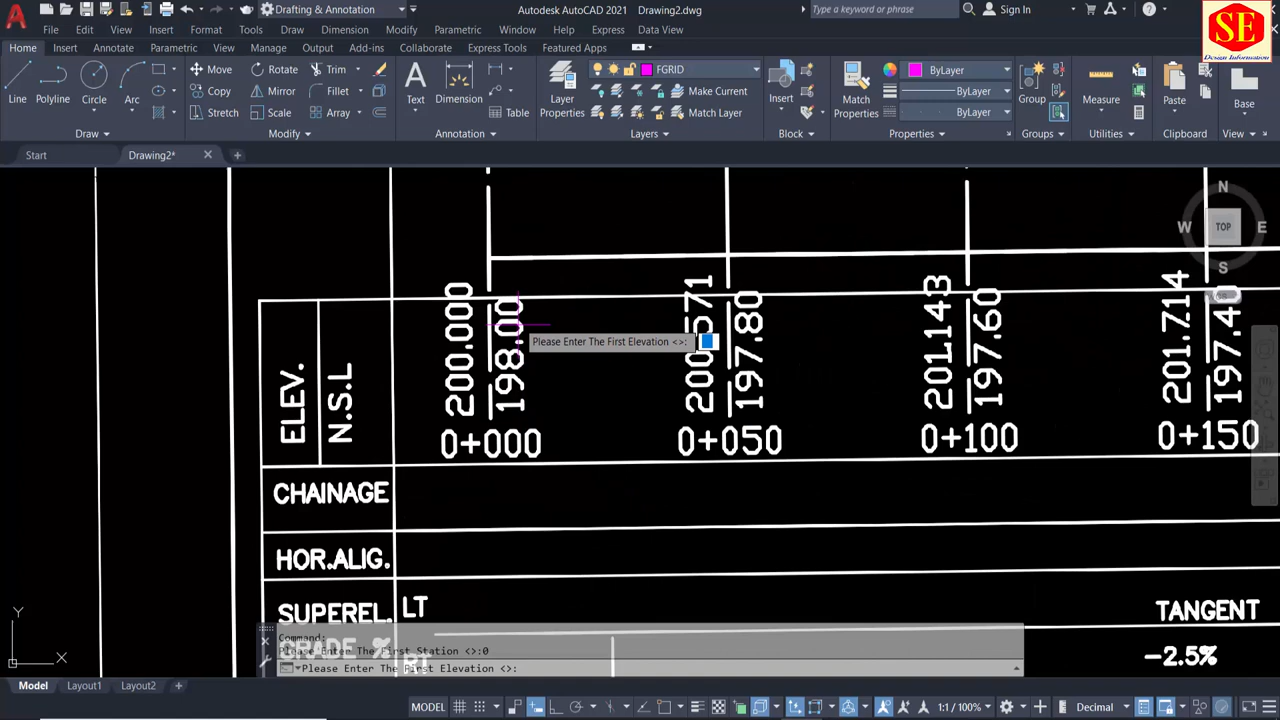 Drafting & Annotation
Autodesk AutoCAD 2021 Drawing2.dwg
Type a keyword or phrase
Sign In
SE
Design Information
File Edit View Insert Format Tools Draw Dimension Modify Parametric Window Help Express Data View
Home Insert Annotate Parametric View Manage Output Add-ins Collaborate Express Tools Featured Apps
Move Rotate Trim
FGRID
ByLayer
Copy Mirror Fillet
Make Current
ByLayer
Line Polyline Circle Arc
Text Dimension
Layer Properties
Insert
Match Properties
Group
Measure
Paste
Base
Stretch Scale Array
Table
Match Layer
ByLayer
Draw Modify Annotation Layers Block Properties Groups Utilities Clipboard View
Start Drawing2*
N
W TOP E
S
200.000
198.00
197.80
201.143
197.60
201.714
Please Enter The First Elevation <>:
ELEV.
N.S.L
0+000 0+050 0+100 0+150
CHAINAGE
HOR.ALIG.
SUPEREL. LT
TANGENT
GRADE %
RT
-2.5%
Command:
Please Enter The First Station <>:0
Please Enter The First Elevation <>:
Y
X
Model Layout1 Layout2
MODEL
1:1 / 100%
Decimal